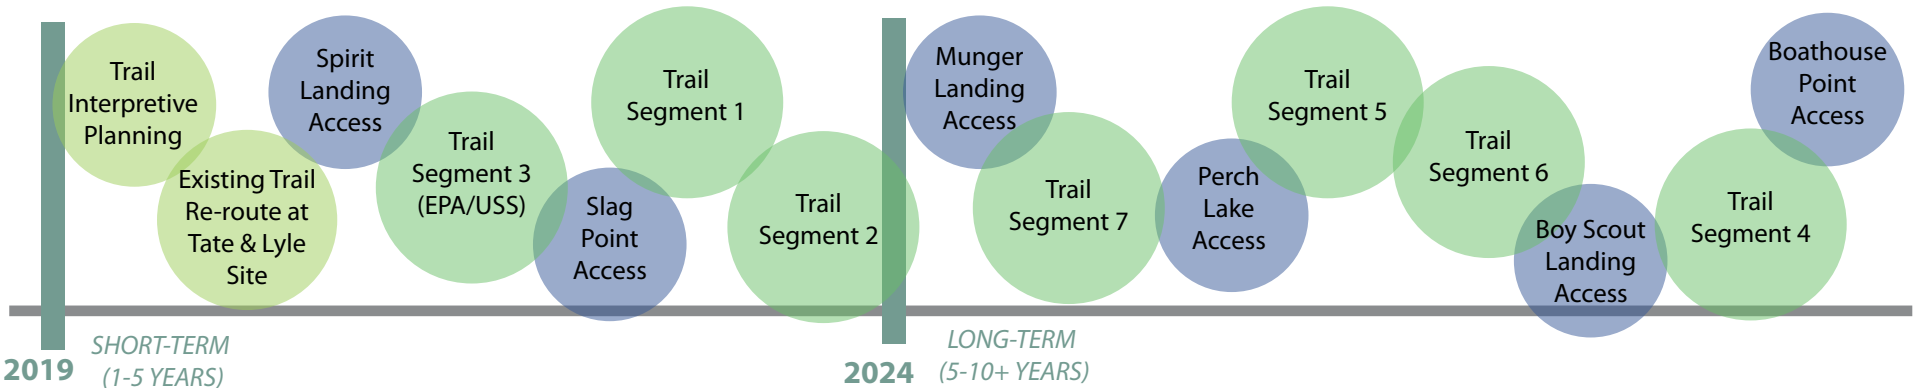 Trail
Interpretive
Planning
Existing Trail
Re-route at
Tate & Lyle
Site
Spirit
Landing
Access
Trail
Segment 3
(EPA/USS)
Slag
Point
Access
Trail
Segment 1
Trail
Segment 2
Munger
Landing
Access
Trail
Segment 7
Perch
Lake
Access
Trail
Segment 5
Trail
Segment 6
Boy Scout
Landing
Access
Trail
Segment 4
Boathouse
Point
Access
2019
SHORT-TERM
(1-5 YEARS)
2024
LONG-TERM
(5-10+ YEARS)